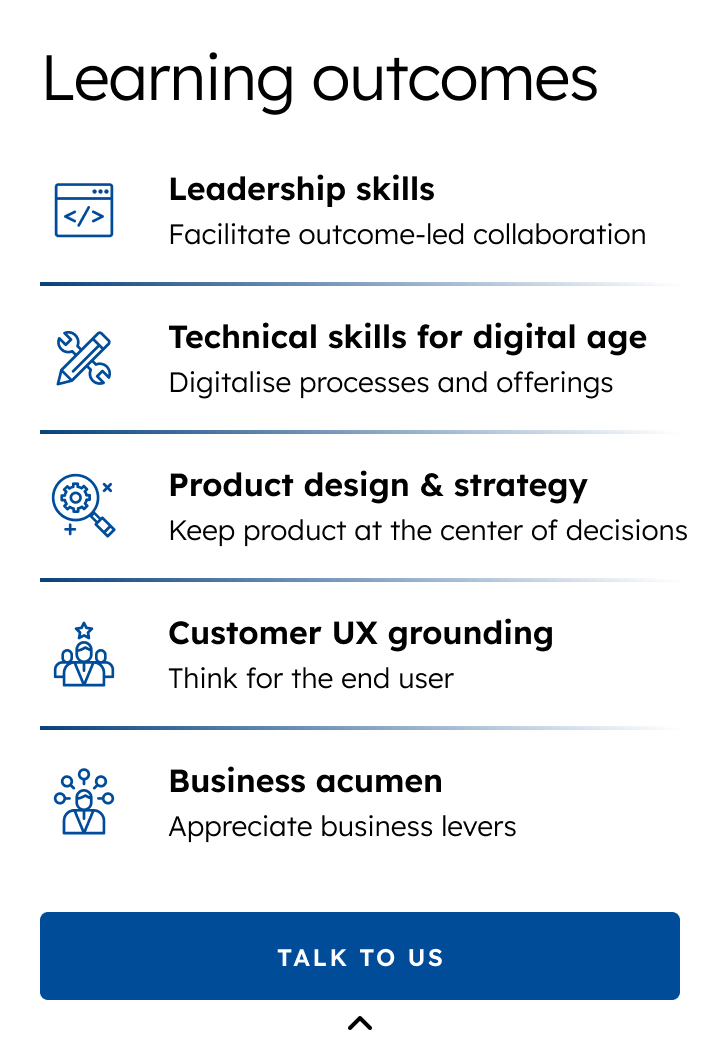 Learning outcomes
Leadership skills
Facilitate outcome-led collaboration
Technical skills for digital age
Digitalise processes and offerings
Product design & strategy
Keep product at the center of decisions
Customer UX grounding
Think for the end user
Business acumen
Appreciate business levers
TALK TO US